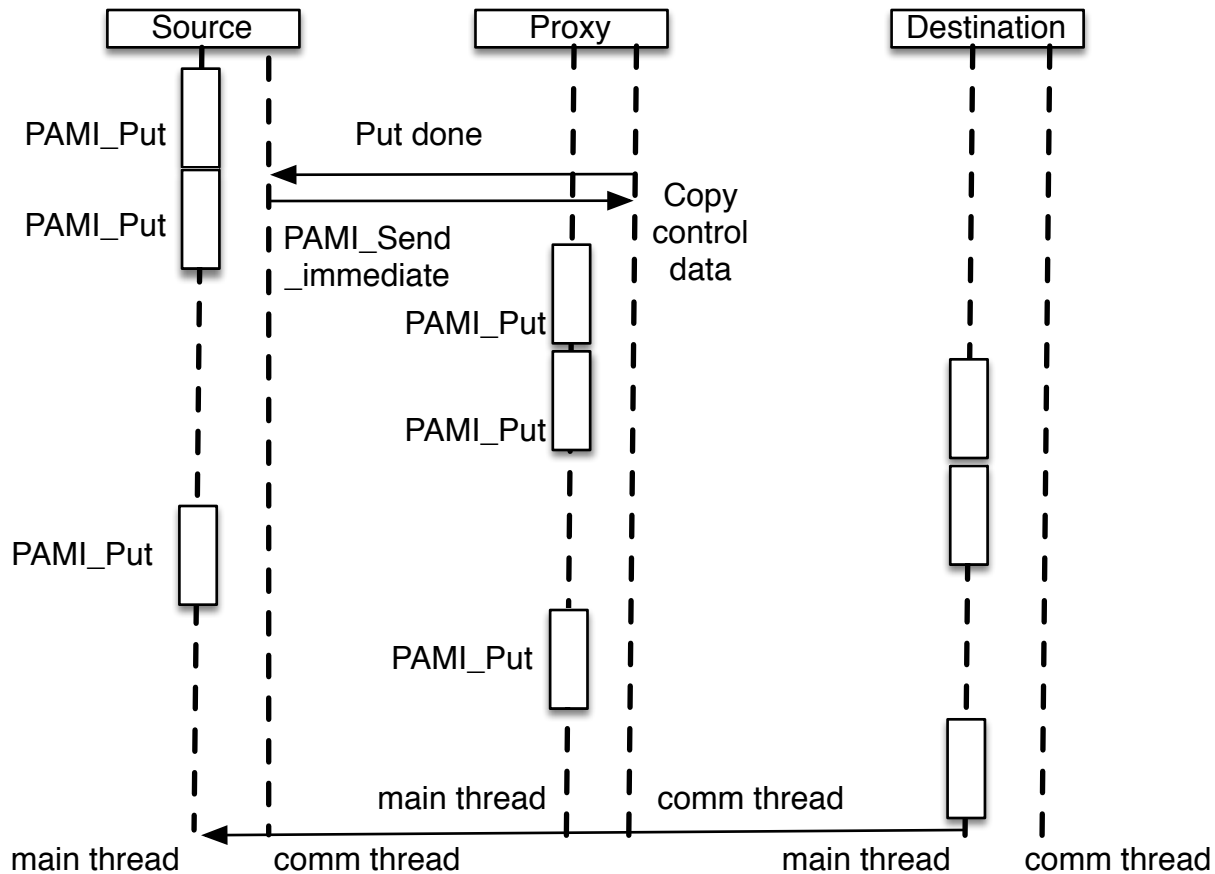 Source
Proxy
Destination
PAMI_Put
Put done
PAMI_Put
PAMI_Send
_immediate
Copy
control
data
PAMI_Put
PAMI_Put
PAMI_Put
PAMI_Put
main thread
comm thread
main thread
comm thread
main thread
comm thread